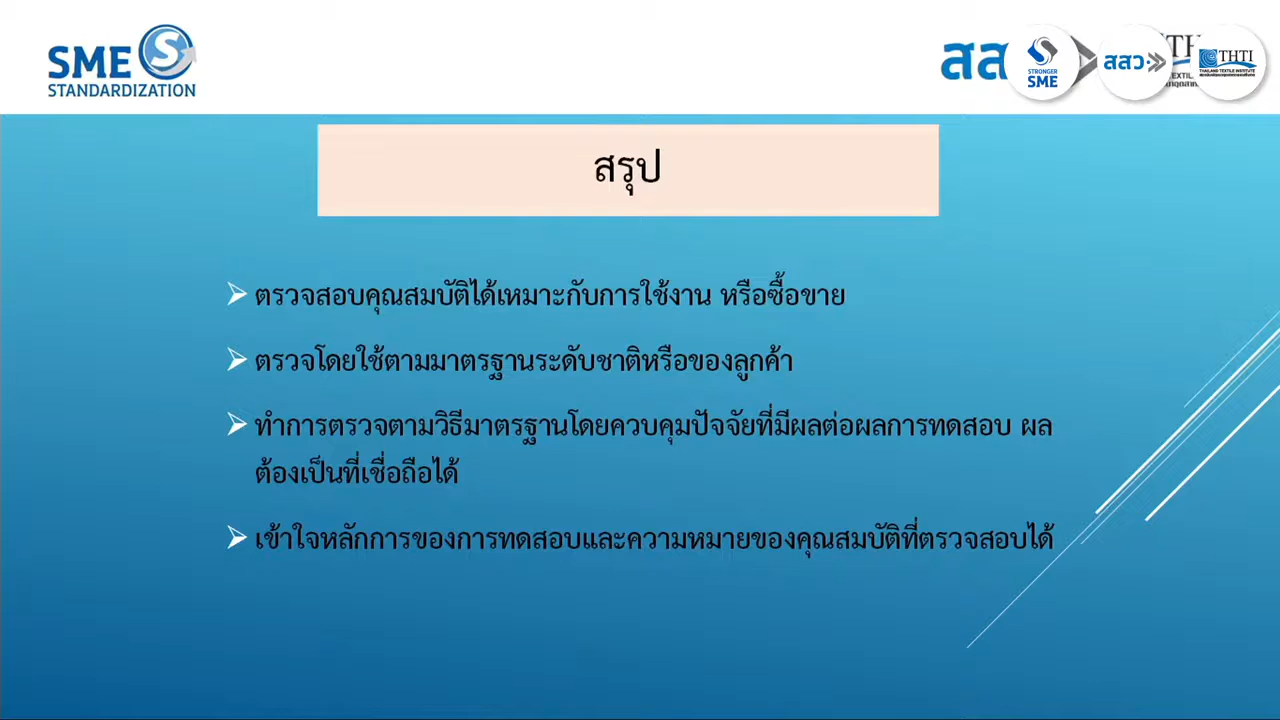 SME
STANDARDIZATION
สสว
STRONGER
SME
สสว
THTI
THAILAND TEXTILE INSTITUTE
สรุป
ตรวจสอบคุณสมบัติได้เหมาะกับการใช้งาน หรือซื้อขาย
ตรวจโดยใช้ตามมาตรฐานระดับชาติหรือของลูกค้า
ทำการตรวจตามวิธีมาตรฐานโดยควบคุมปัจจัยที่มีผลต่อผลการทดสอบ ผล
ต้องเป็นที่เชื่อถือได้
เข้าใจหลักการของการทดสอบและความหมายของคุณสมบัติที่ตรวจสอบได้